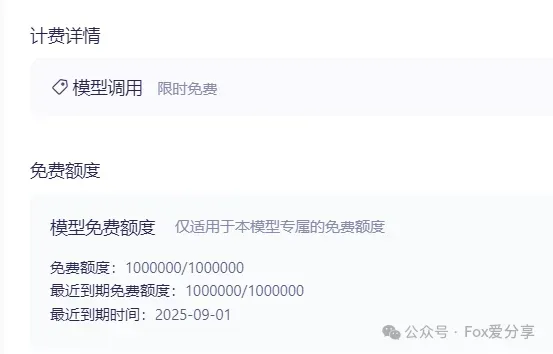 计费详情
模型调用 限时免费
免费额度
模型免费额度 仅适用于本模型专属的免费额度
免费额度：1000000/1000000
最近到期免费额度：1000000/1000000
最近到期时间：2025-09-01
公众号 · Fox爱分享